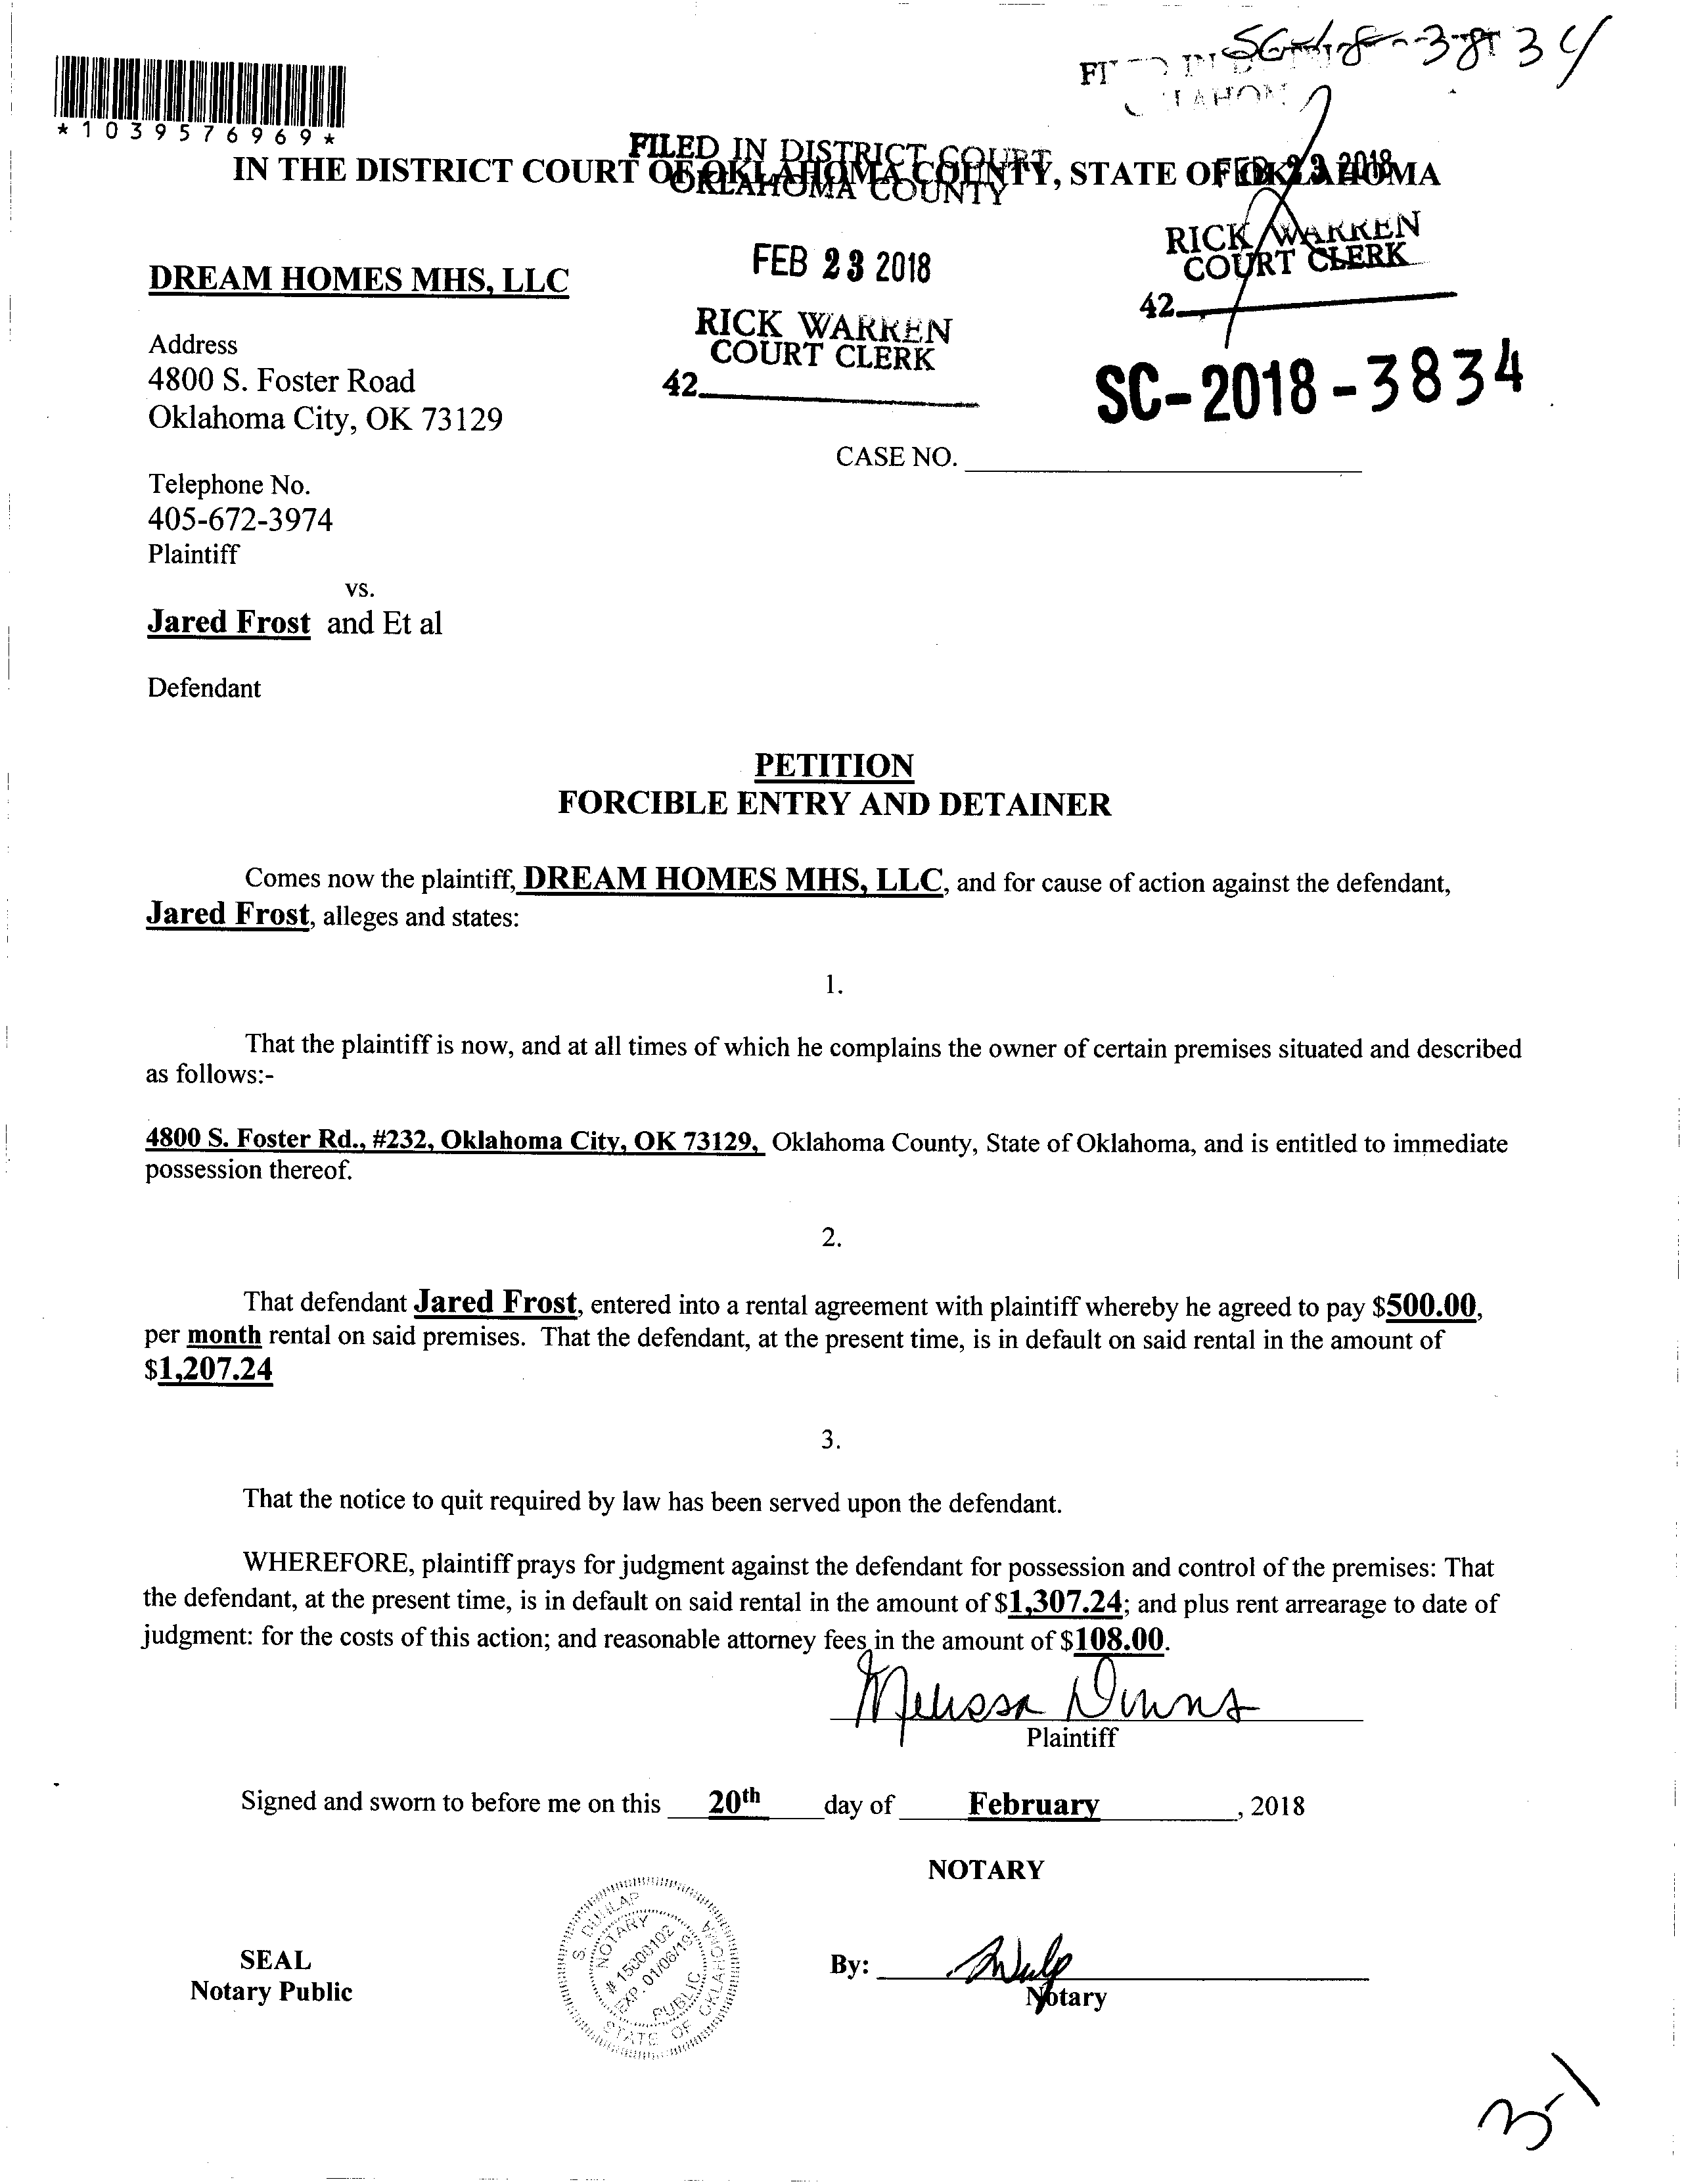 SC-18-3834
*1039576969*
FILED IN DISTRICT COURT
OKLAHOMA COUNTY
IN THE DISTRICT COURT OF OKLAHOMA COUNTY, STATE OF OKLAHOMA
FEB 23 2018
RICK WARREN
COURT CLERK
42
DREAM HOMES MHS, LLC
FEB 23 2018
RICK WARREN
COURT CLERK
42
SC-2018-3834
Address
4800 S. Foster Road
Oklahoma City, OK 73129
CASE NO.
Telephone No.
405-672-3974
Plaintiff
vs.
Jared Frost and Et al
Defendant
PETITION
FORCIBLE ENTRY AND DETAINER
Comes now the plaintiff, DREAM HOMES MHS, LLC, and for cause of action against the defendant,
Jared Frost, alleges and states:
1.
That the plaintiff is now, and at all times of which he complains the owner of certain premises situated and described
as follows:-
4800 S. Foster Rd., #232, Oklahoma City, OK 73129, Oklahoma County, State of Oklahoma, and is entitled to immediate
possession thereof.
2.
That defendant Jared Frost, entered into a rental agreement with plaintiff whereby he agreed to pay $500.00,
per month rental on said premises. That the defendant, at the present time, is in default on said rental in the amount of
$1,207.24
3.
That the notice to quit required by law has been served upon the defendant.
WHEREFORE, plaintiff prays for judgment against the defendant for possession and control of the premises: That
the defendant, at the present time, is in default on said rental in the amount of $1,307.24; and plus rent arrearage to date of
judgment: for the costs of this action; and reasonable attorney fees in the amount of $108.00.
Melissa
Plaintiff
Signed and sworn to before me on this 20th day of February, 2018
NOTARY
SEAL
Notary Public
S. DUNLAP
NOTARY
# 15000102
EXP. 01/06/19
PUBLIC
STATE OF OKLAHOMA
By:
Notary
3-1